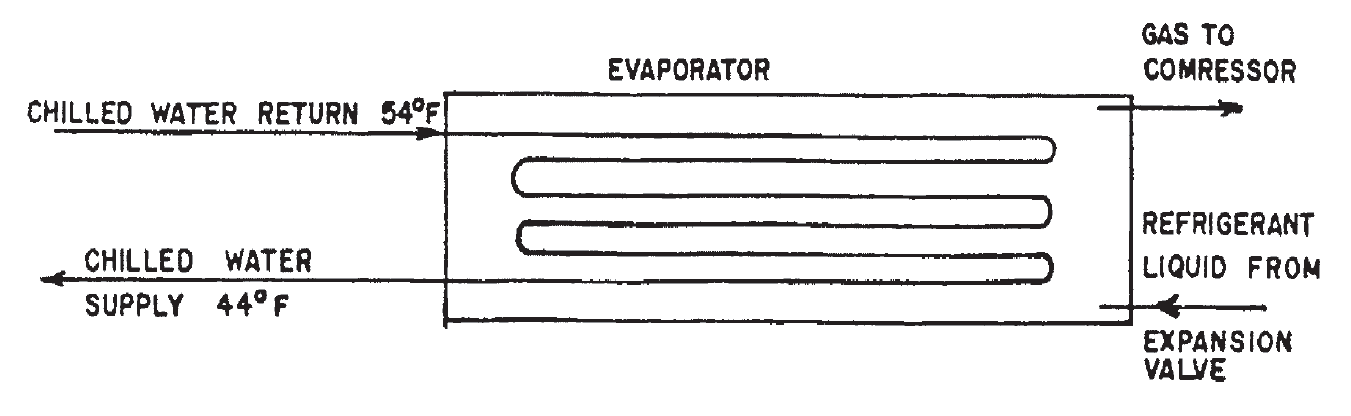 GAS TO
COMRESSOR
EVAPORATOR
CHILLED WATER RETURN 54°F
REFRIGERANT
LIQUID FROM
CHILLED WATER
SUPPLY 44°F
EXPANSION
VALVE